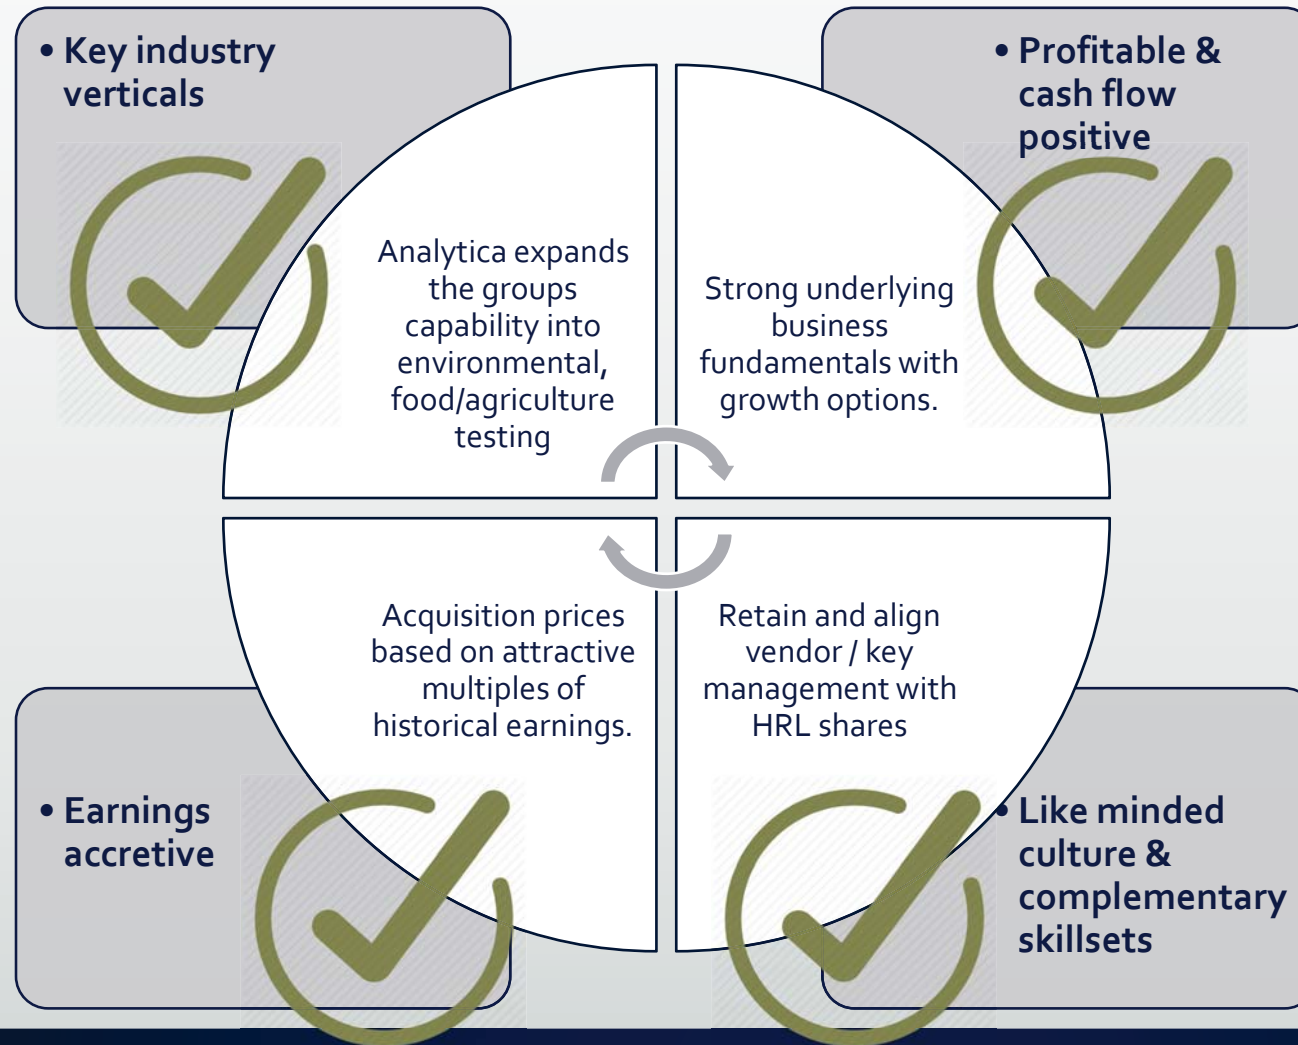 • Key industry
verticals
• Profitable &
cash flow
positive
Analytica expands
the groups
capability into
environmental,
food/agriculture
testing
Strong underlying
business
fundamentals with
growth options.
Acquisition prices
based on attractive
multiples of
historical earnings.
Retain and align
vendor / key
management with
HRL shares
• Earnings
accretive
• Like minded
culture &
complementary
skillsets